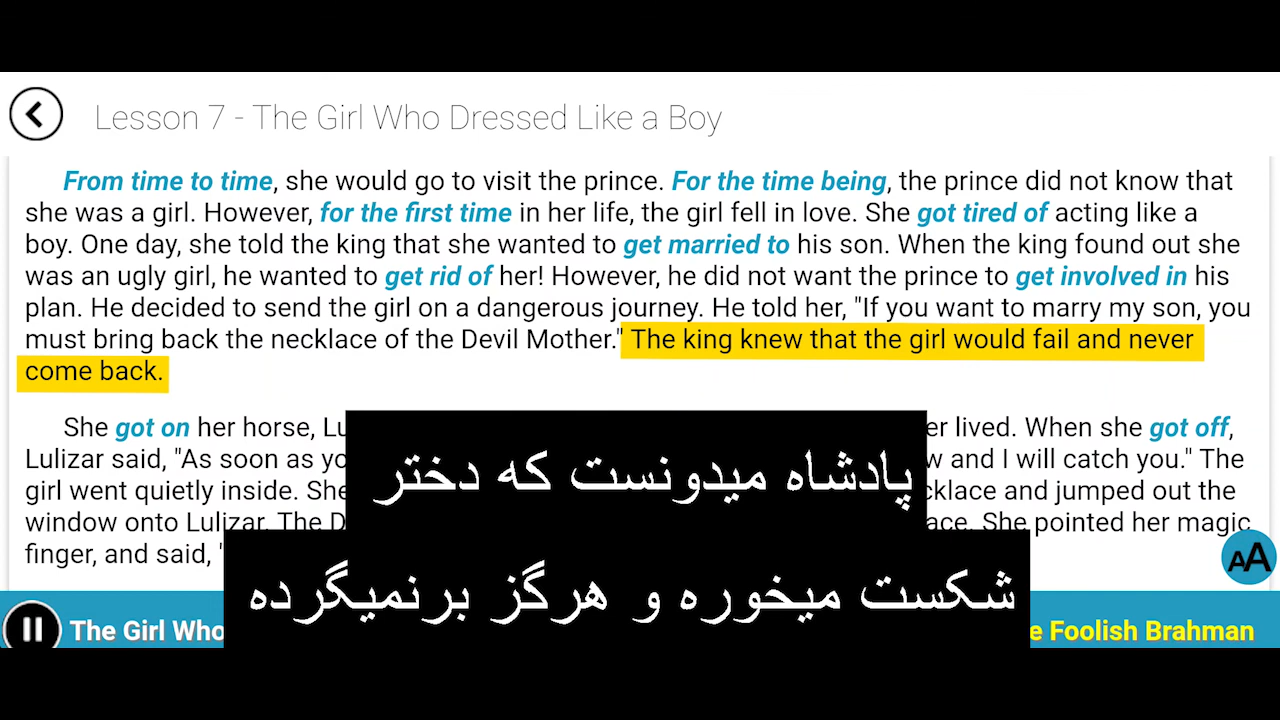 Lesson 7 - The Girl Who Dressed Like a Boy
From time to time, she would go to visit the prince. For the time being, the prince did not know that
she was a girl. However, for the first time in her life, the girl fell in love. She got tired of acting like a
boy. One day, she told the king that she wanted to get married to his son. When the king found out she
was an ugly girl, he wanted to get rid of her! However, he did not want the prince to get involved in his
plan. He decided to send the girl on a dangerous journey. He told her, "If you want to marry my son, you
must bring back the necklace of the Devil Mother." The king knew that the girl would fail and never
come back.
She got on her horse, er lived. When she got off,
Lulizar said, "As soon as and I will catch you." The
girl went quietly inside. and jumped out the
window onto Lulizar. The She pointed her magic
finger, and said, "
پادشاه میدونست که دختر
شکست میخوره و هرگز برنمیگرده
AA
The Girl Who Foolish Brahman